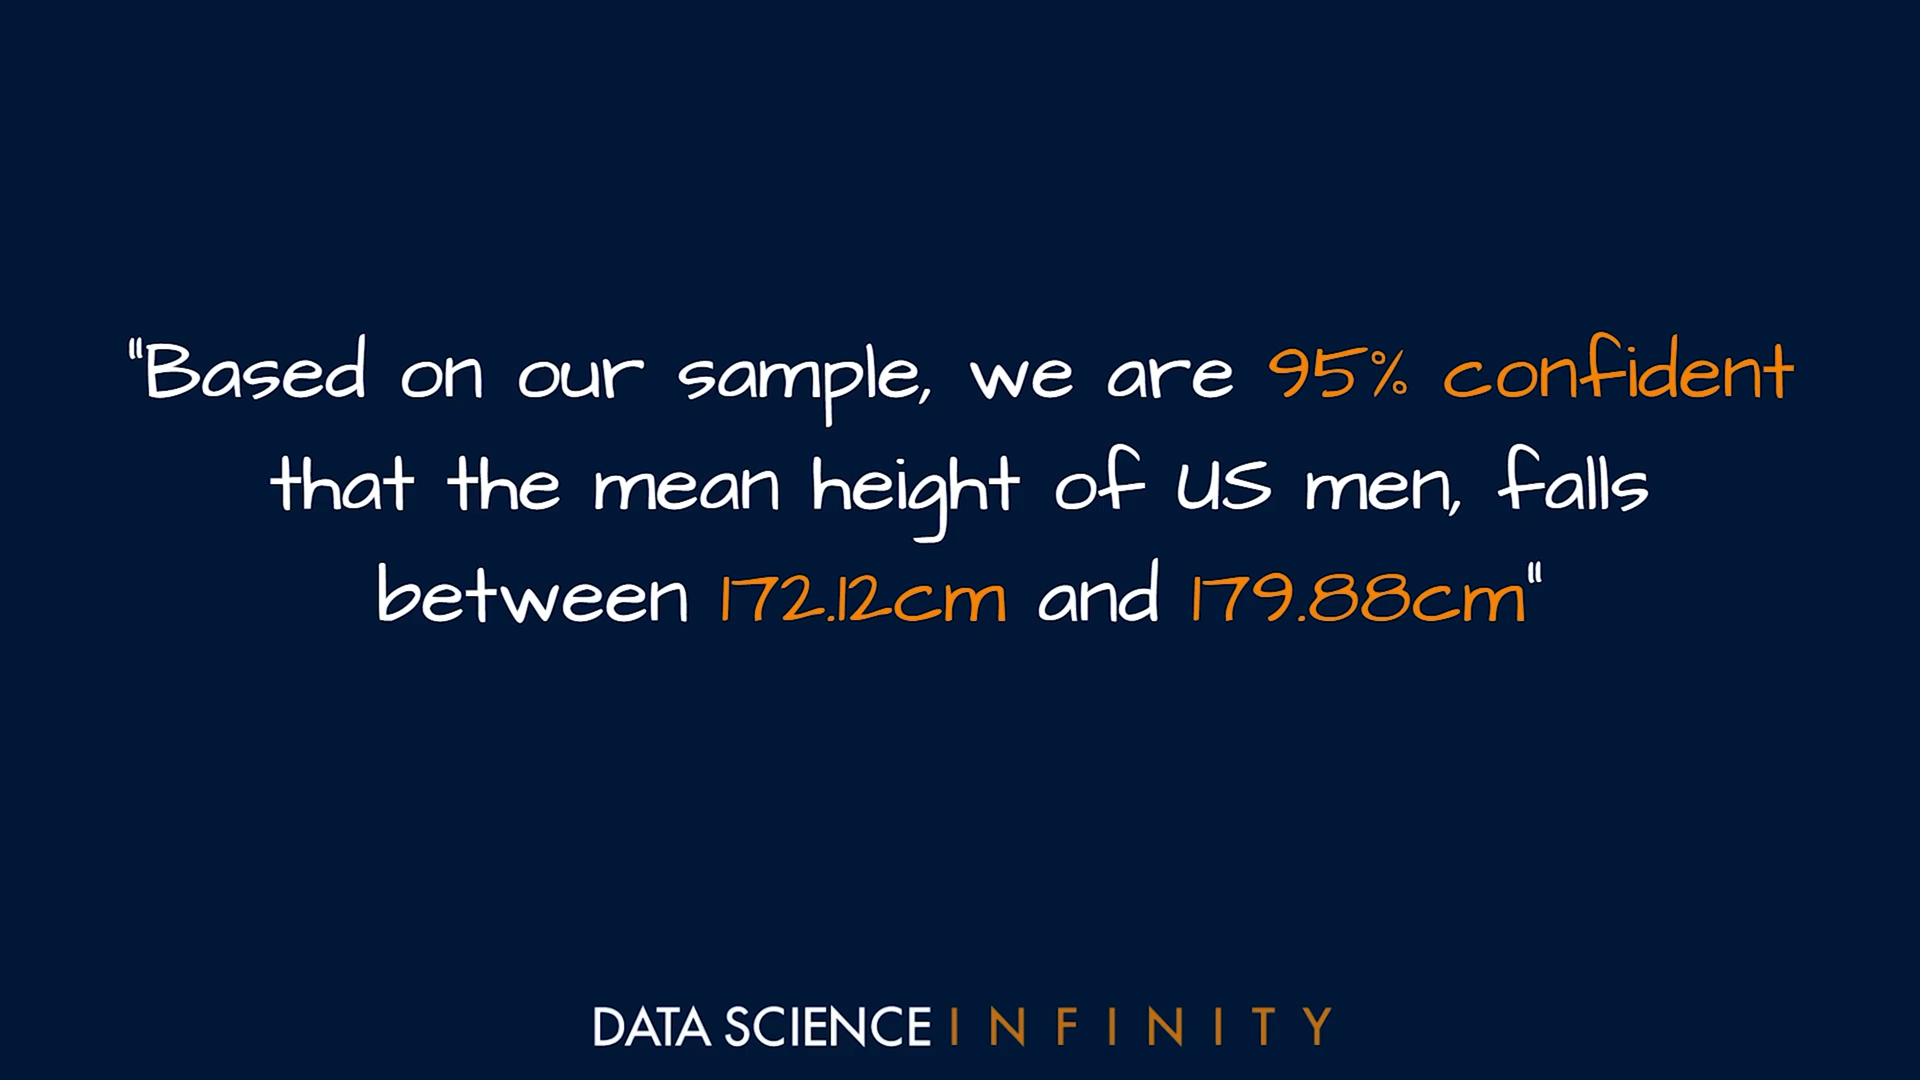 "Based on our sample, we are 95% confident
that the mean height of US men, falls
between 172.12cm and 179.88cm"
DATA SCIENCE INFINITY